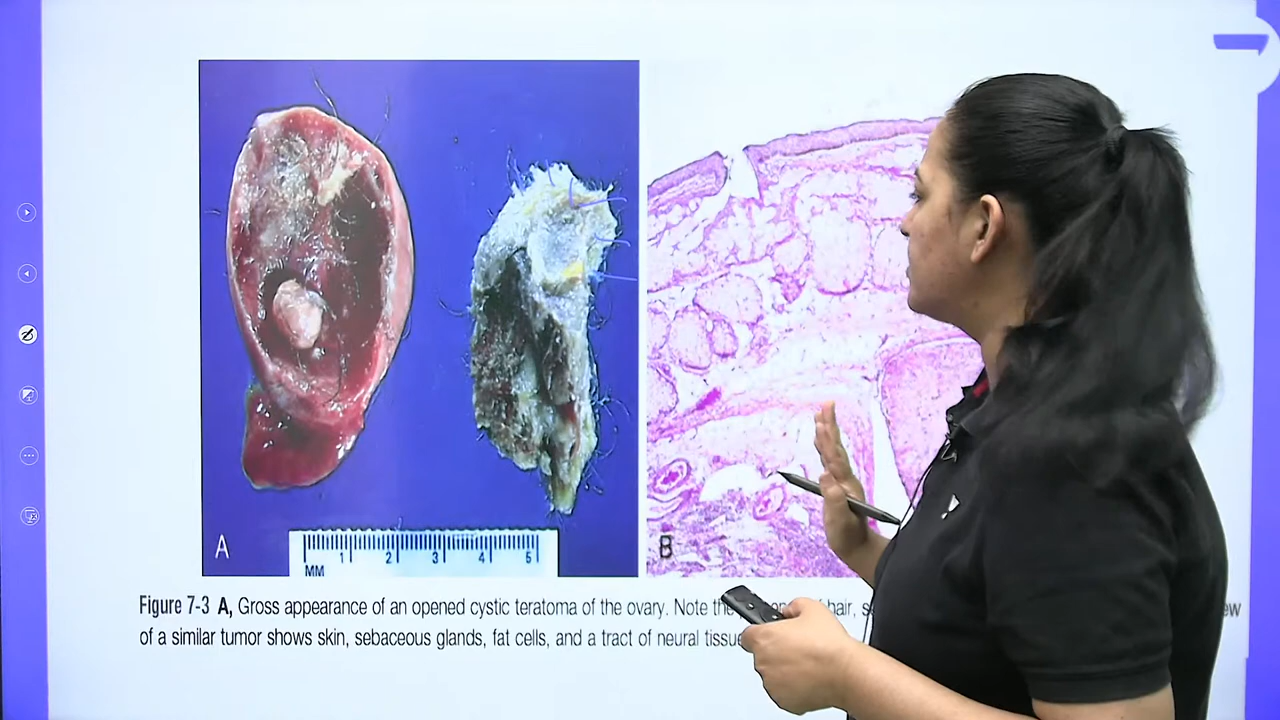 A
B
1 2 3 4 5
MM
Figure 7-3 A, Gross appearance of an opened cystic teratoma of the ovary. Note the hair,
of a similar tumor shows skin, sebaceous glands, fat cells, and a tract of neural tissue